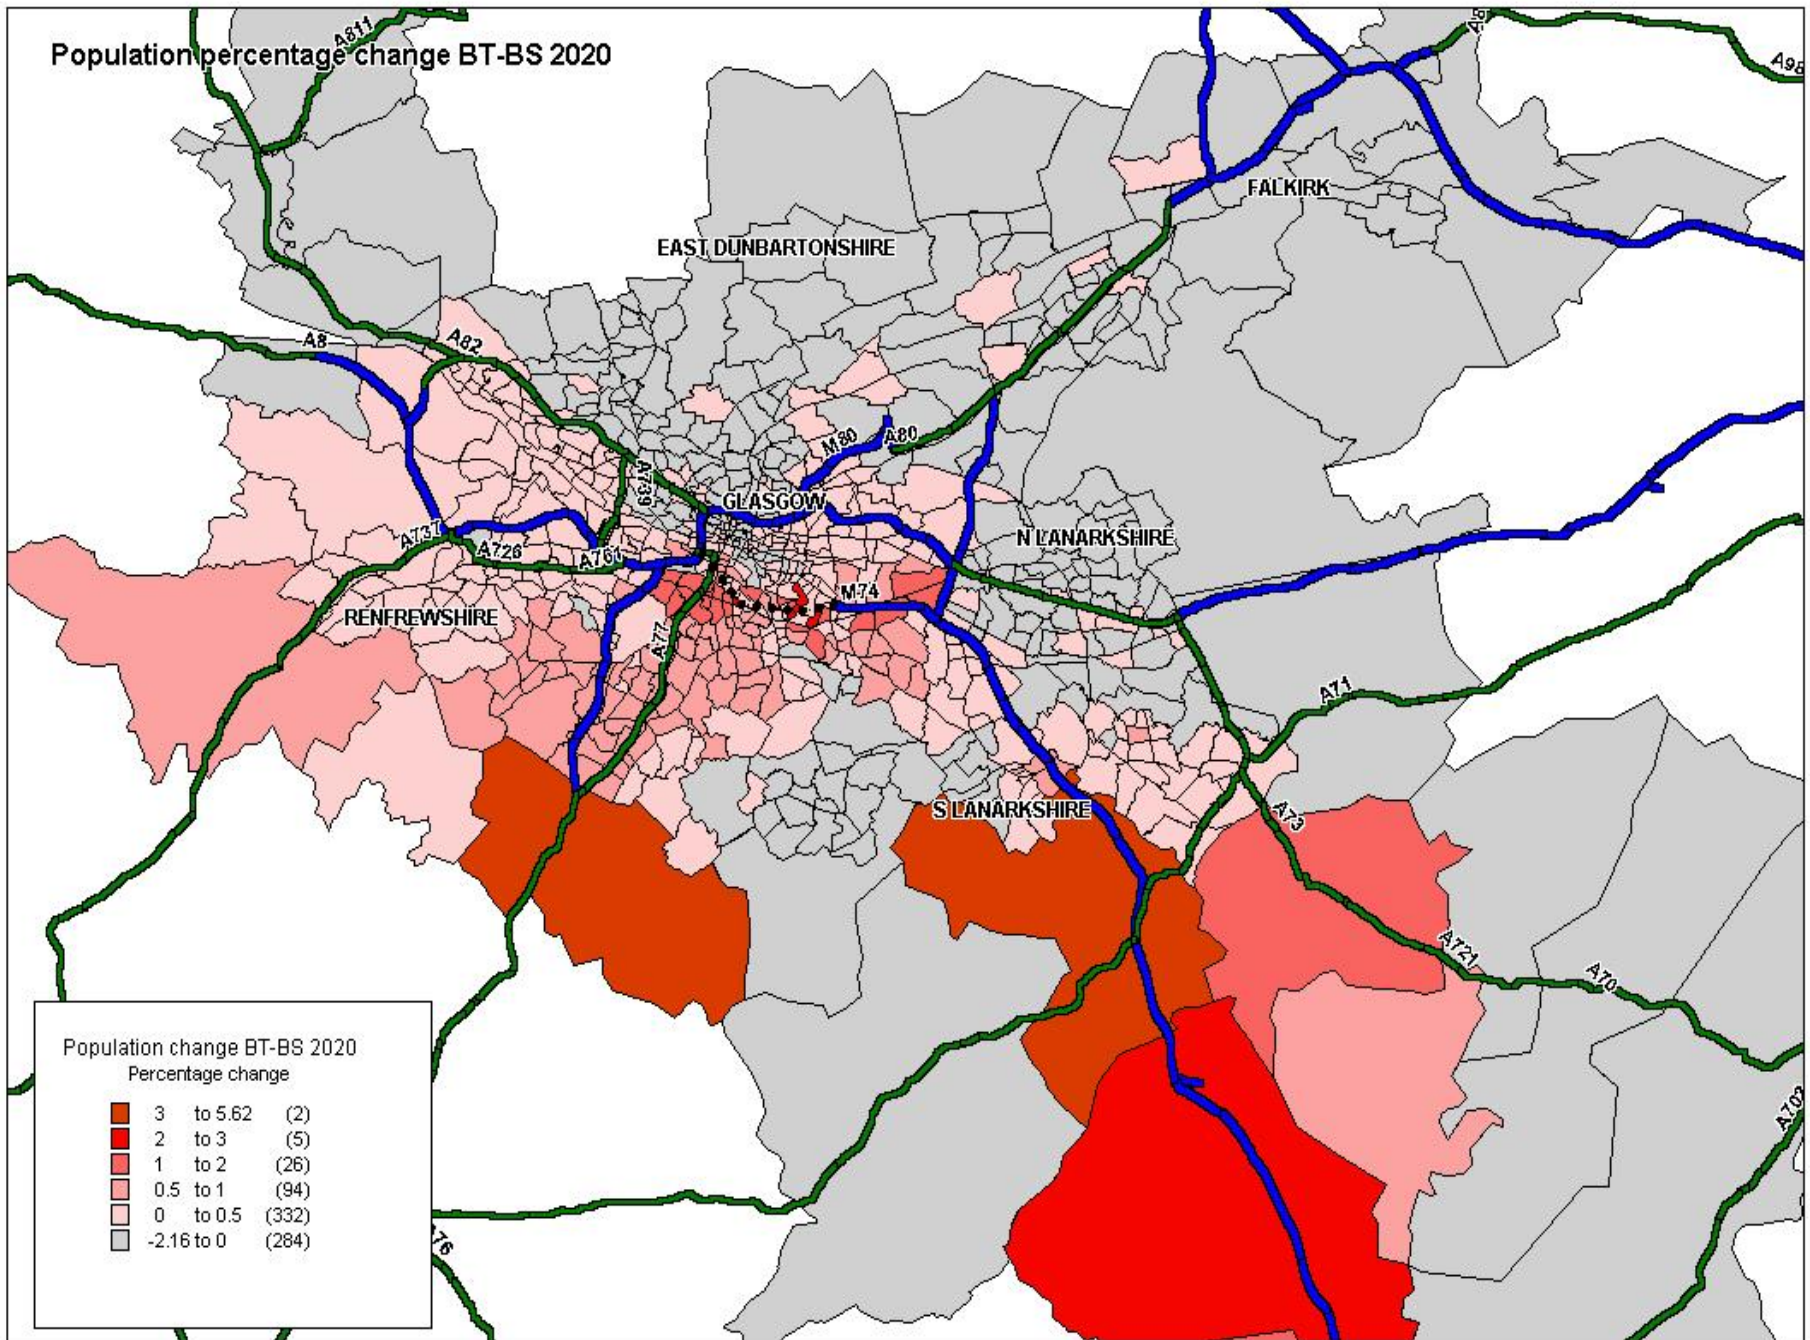 A811
A8
Population percentage change BT-BS 2020
A98
FALKIRK
EAST DUNBARTONSHIRE
A8
A82
M80
A80
A739
GLASGOW
A737
A726
A761
N LANARKSHIRE
M74
RENFREWSHIRE
A77
A71
S LANARKSHIRE
A73
A721
A70
A702
A76
Population change BT-BS 2020
Percentage change
3 to 5.62 (2)
2 to 3 (5)
1 to 2 (26)
0.5 to 1 (94)
0 to 0.5 (332)
-2.16 to 0 (284)